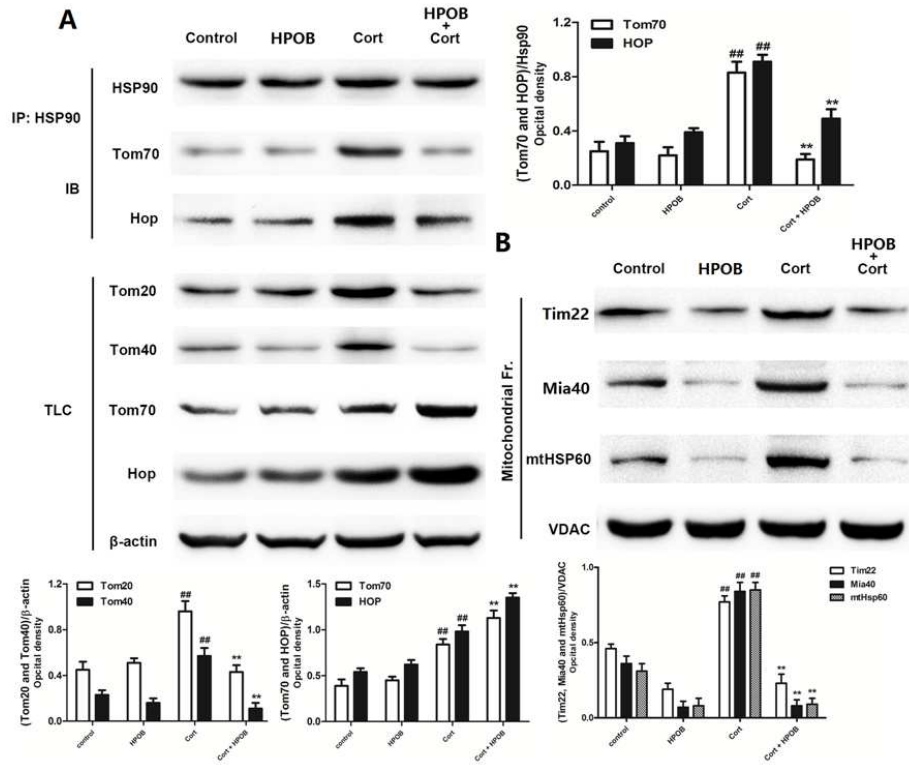 A
Control HPOB Cort HPOB + Cort
IP: HSP90
IB
HSP90
Tom70
Hop
TLC
Tom20
Tom40
Tom70
Hop
β-actin
(Tom70 and HOP)/Hsp90
Opcital density
Tom70
HOP
1.2
0.8
0.4
0.0
## ##
** **
control HPOB Cort Cort + HPOB
B
Control HPOB Cort HPOB + Cort
Mitochondrial Fr.
Tim22
Mia40
mtHSP60
VDAC
(Tom20 and Tom40)/β-actin
Opcital density
Tom20
Tom40
1.2
0.8
0.4
0.0
## ##
** **
control HPOB Cort Cort + HPOB
(Tom70 and HOP)/β-actin
Opcital density
Tom70
HOP
1.5
1.0
0.5
0.0
## ##
** **
control HPOB Cort Cort + HPOB
(Tim22, Mia40 and mtHsp60)/VDAC
Opcital density
Tim22
Mia40
mtHsp60
1.0
0.5
0.0
## ## ##
** ** **
control HPOB Cort Cort + HPOB